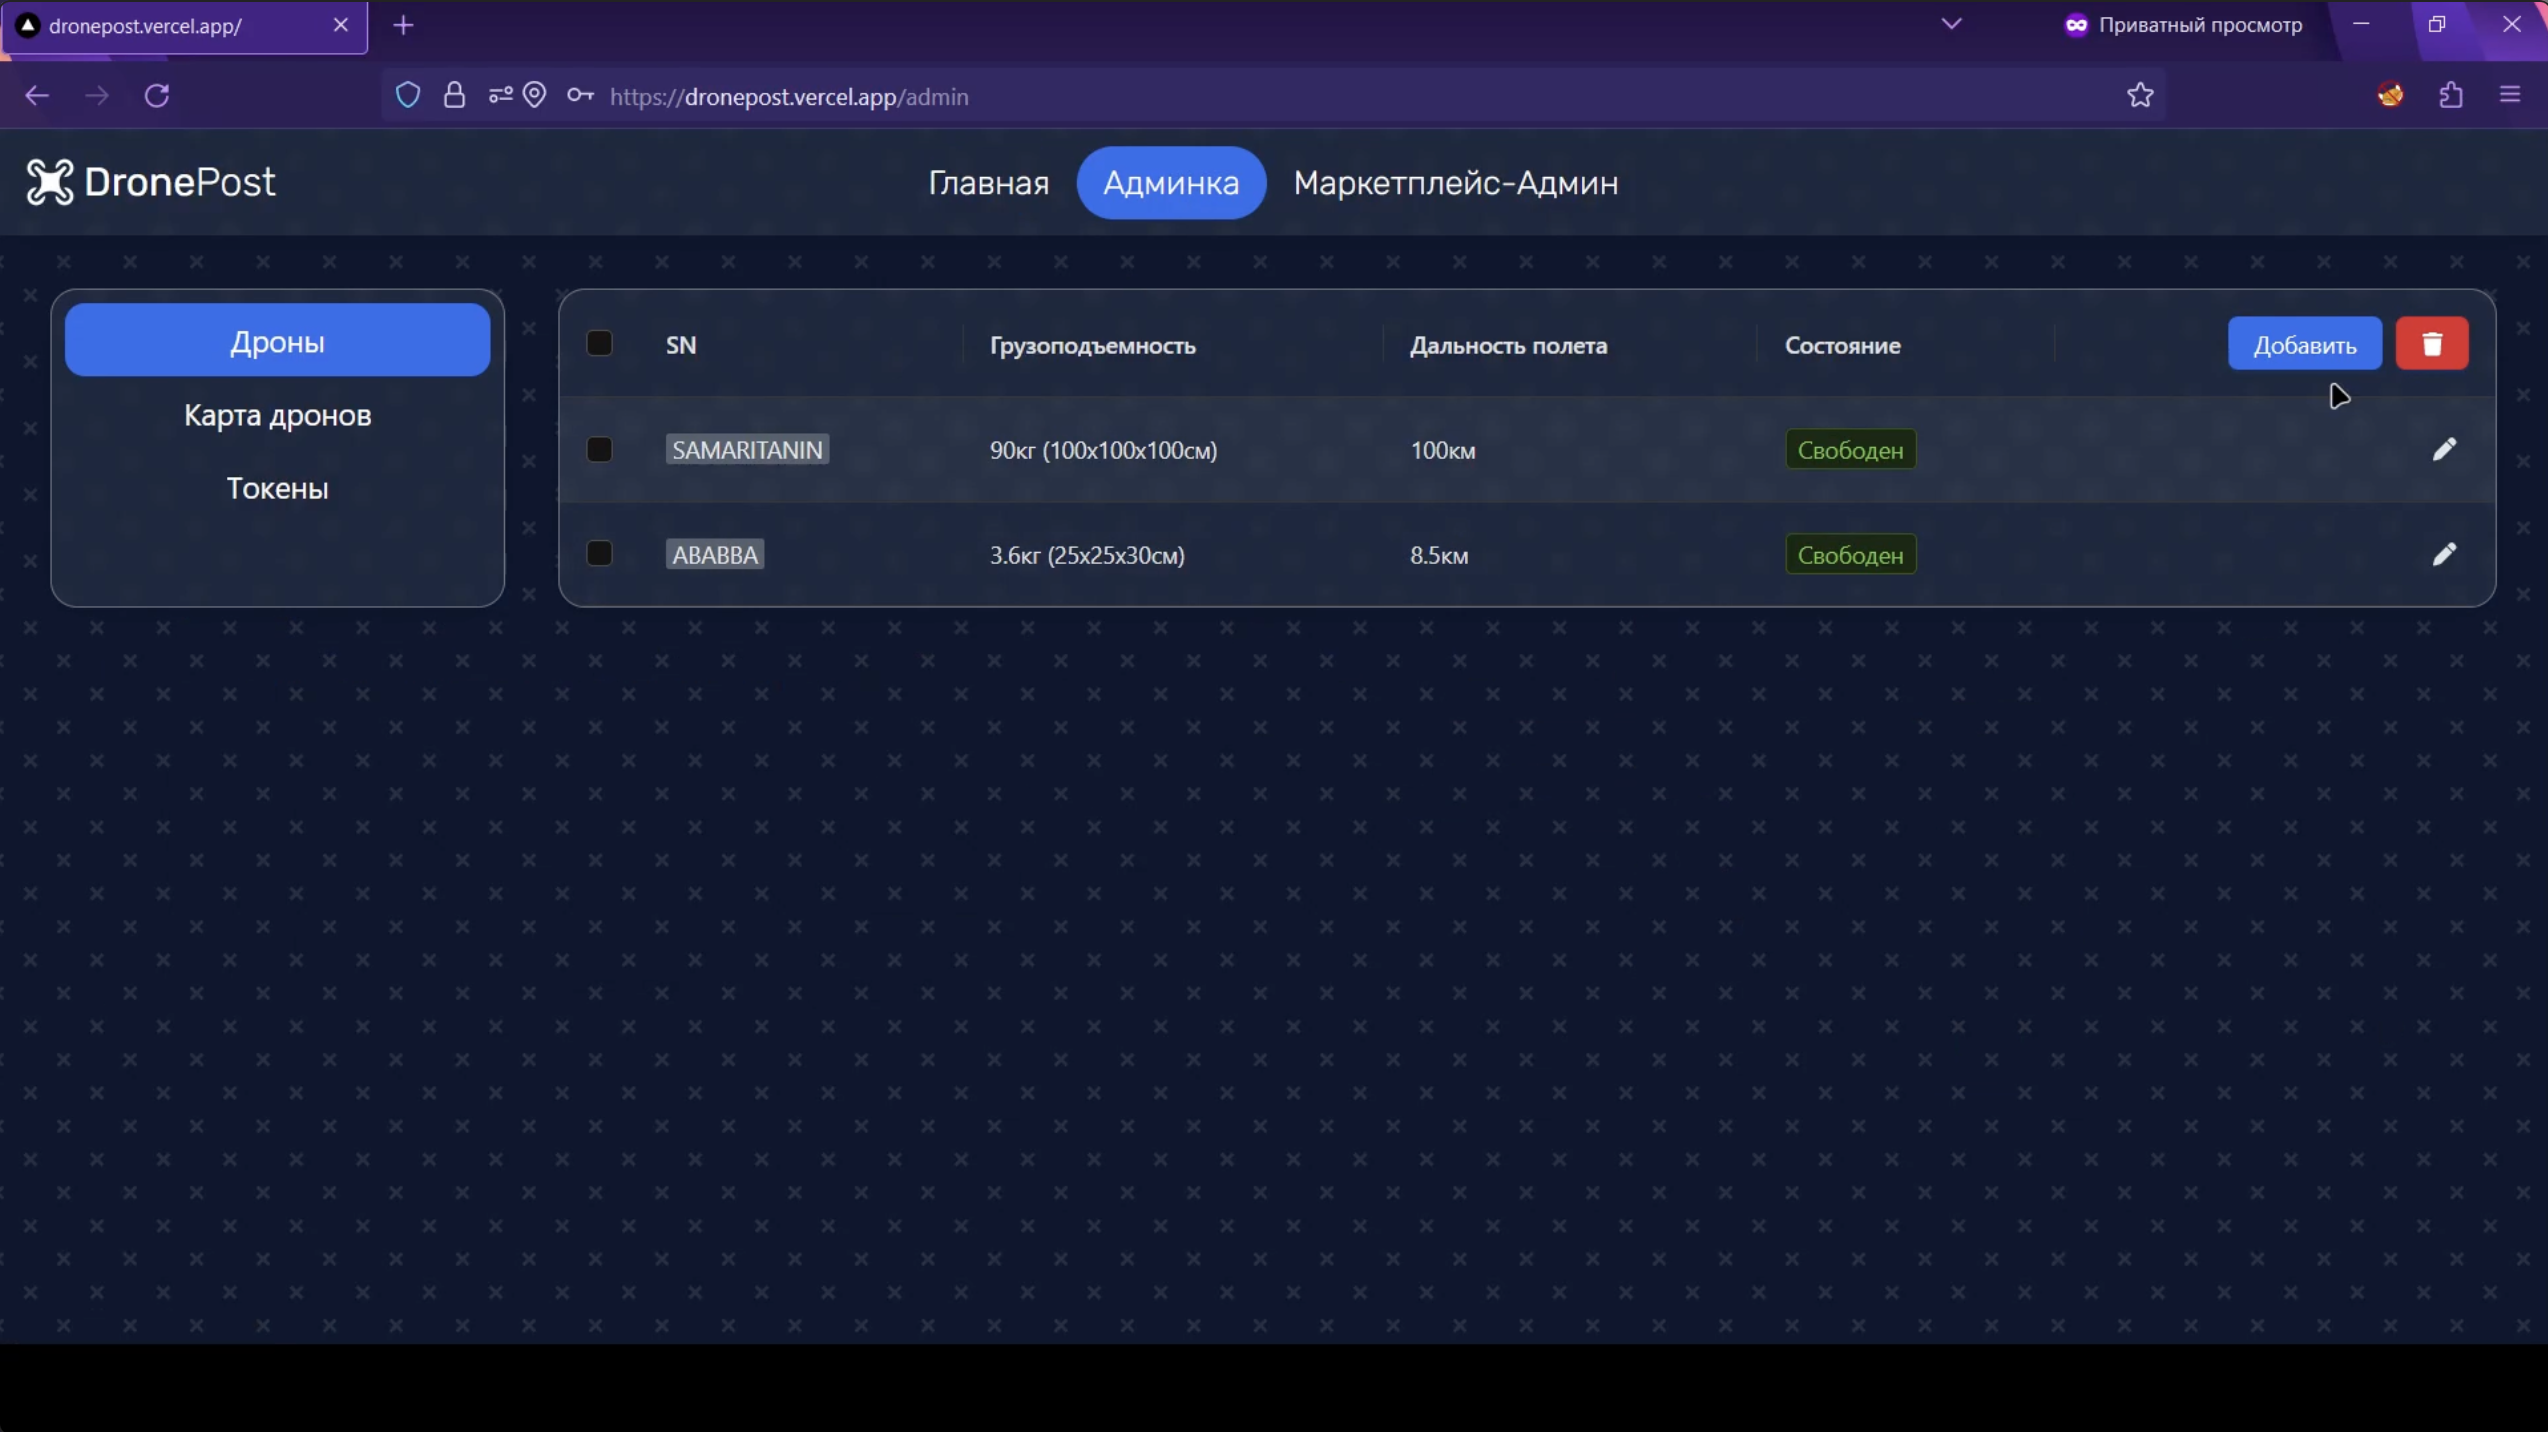 dronepost.vercel.app/
Приватный просмотр
https://dronepost.vercel.app/admin
DronePost
Главная
Админка
Маркетплейс-Админ
Дроны
Карта дронов
Токены
SN Грузоподъемность Дальность полета Состояние Добавить
SAMARITANIN 90кг (100x100x100см) 100км Свободен
ABABBA 3.6кг (25x25x30см) 8.5км Свободен